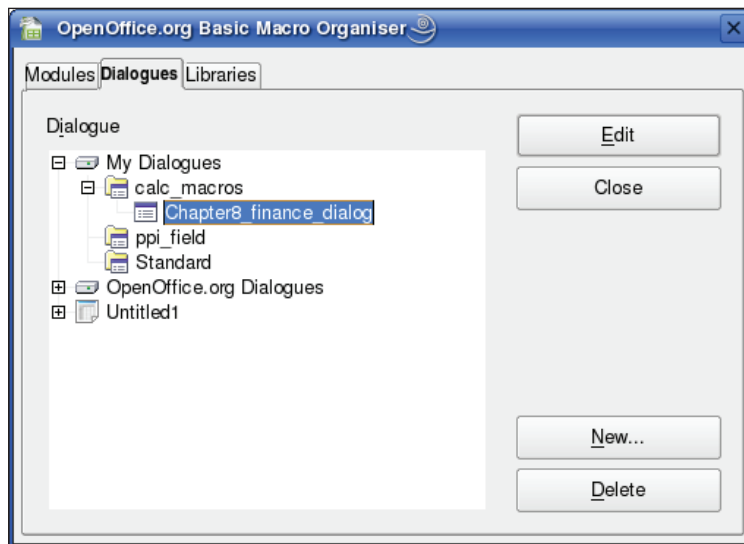 OpenOffice.org Basic Macro Organiser
Modules Dialogues Libraries
Dialogue
My Dialogues
calc_macros
Chapter8_finance_dialog
ppi_field
Standard
OpenOffice.org Dialogues
Untitled1
Edit
Close
New...
Delete